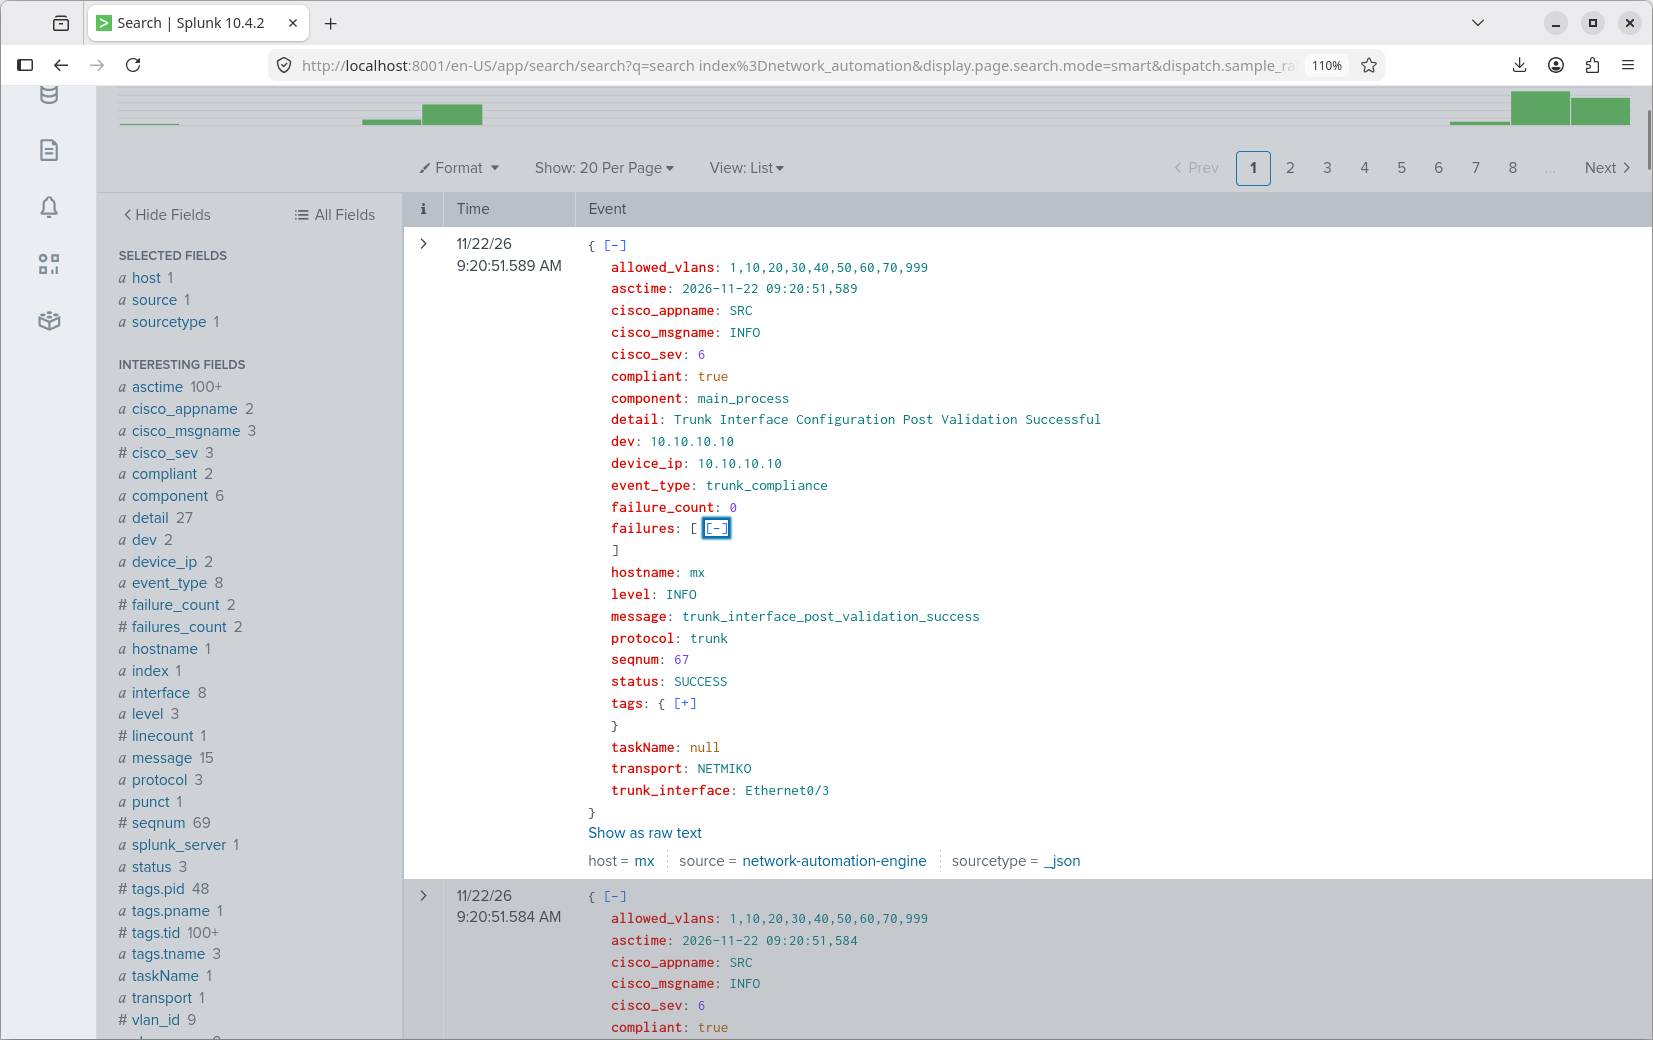 Search | Splunk 10.4.2
http://localhost:8001/en-US/app/search/search?q=search index%3Dnetwork_automation&display.page.search.mode=smart&dispatch.sample_ra
110%
Format
Show: 20 Per Page
View: List
Prev 1 2 3 4 5 6 7 8 ... Next
Hide Fields
All Fields
i Time Event
SELECTED FIELDS
a host 1
a source 1
a sourcetype 1
INTERESTING FIELDS
a asctime 100+
a cisco_appname 2
a cisco_msgname 3
# cisco_sev 3
a compliant 2
a component 6
a detail 27
a dev 2
a device_ip 2
a event_type 8
# failure_count 2
# failures_count 2
a hostname 1
a index 1
a interface 8
a level 3
# linecount 1
a message 15
a protocol 3
a punct 1
# seqnum 69
a splunk_server 1
a status 3
# tags.pid 48
a tags.pname 1
# tags.tid 100+
a tags.tname 3
a taskName 1
a transport 1
# vlan_id 9
11/22/26
9:20:51.589 AM
{ [-]
allowed_vlans: 1,10,20,30,40,50,60,70,999
asctime: 2026-11-22 09:20:51,589
cisco_appname: SRC
cisco_msgname: INFO
cisco_sev: 6
compliant: true
component: main_process
detail: Trunk Interface Configuration Post Validation Successful
dev: 10.10.10.10
device_ip: 10.10.10.10
event_type: trunk_compliance
failure_count: 0
failures: [ [-]
]
hostname: mx
level: INFO
message: trunk_interface_post_validation_success
protocol: trunk
seqnum: 67
status: SUCCESS
tags: { [+]
}
taskName: null
transport: NETMIKO
trunk_interface: Ethernet0/3
}
Show as raw text
host = mx source = network-automation-engine sourcetype = _json
11/22/26
9:20:51.584 AM
{ [-]
allowed_vlans: 1,10,20,30,40,50,60,70,999
asctime: 2026-11-22 09:20:51,584
cisco_appname: SRC
cisco_msgname: INFO
cisco_sev: 6
compliant: true